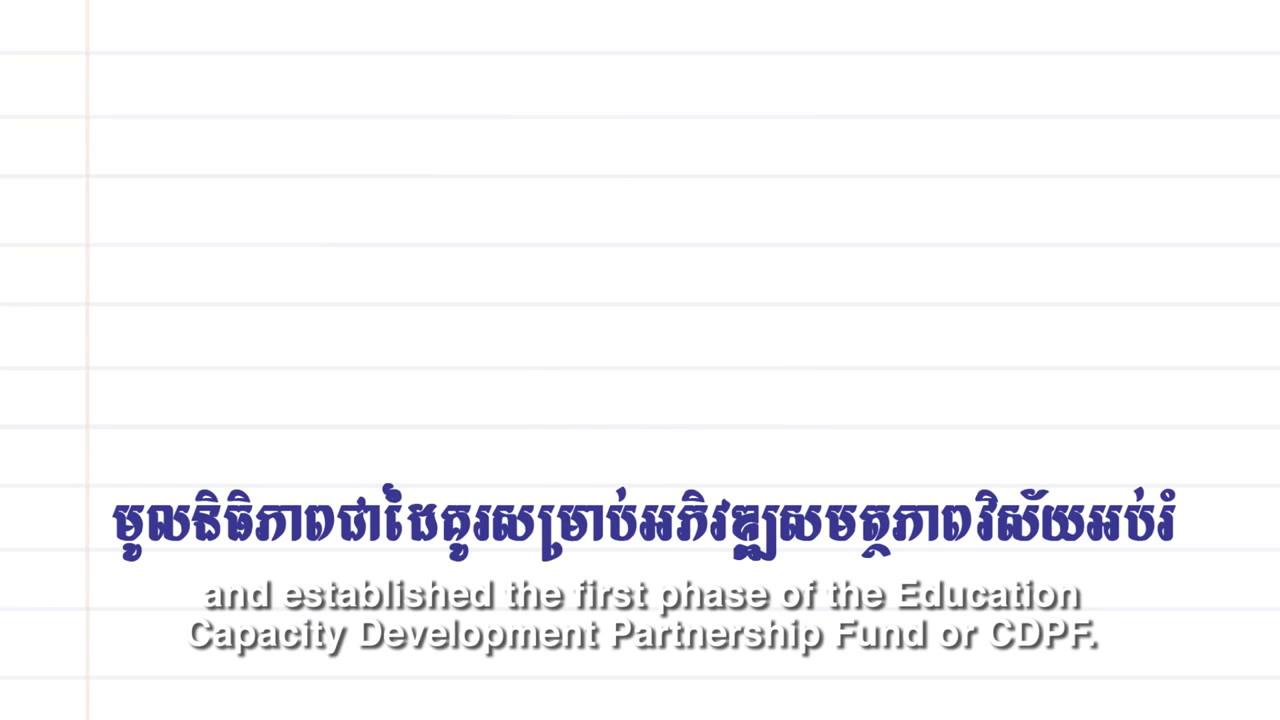 មូលនិធិភាពជាដៃគូរសម្រាប់អភិវឌ្ឍសមត្ថភាពវិស័យអប់រំ
and established the first phase of the Education
Capacity Development Partnership Fund or CDPF.